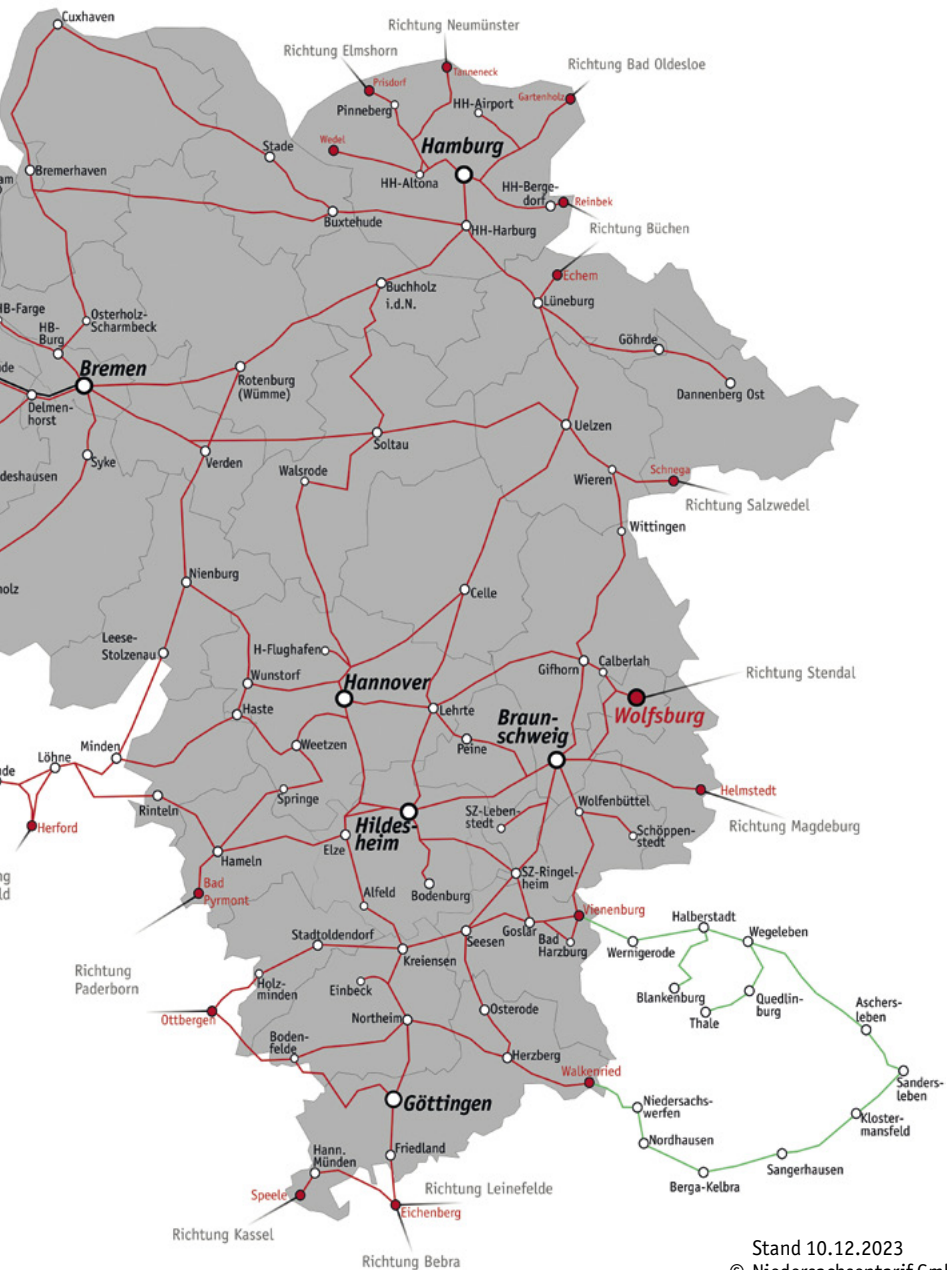 Cuxhaven
Richtung Neumünster
Richtung Elmshorn
Richtung Bad Oldesloe
Tanneneck
Prisdorf
Gartenholz
Pinneberg
HH-Airport
Wedel
Hamburg
Stade
Bremerhaven
HH-Altona
HH-Berge-
dorf
Reinbek
Buxtehude
HH-Harburg
Richtung Büchen
Echem
Buchholz
i.d.N.
Lüneburg
HB-Farge
Osterholz-
Scharmbeck
HB-
Burg
Göhrde
Bremen
Rotenburg
(Wümme)
Dannenberg Ost
Delmen-
horst
Uelzen
Soltau
Syke
Verden
Walsrode
Wieren
Schnega
deshausen
Richtung Salzwedel
Wittingen
Nienburg
holz
Celle
Leese-
Stolzenau
H-Flughafen
Gifhorn
Calberlah
Wunstorf
Hannover
Richtung Stendal
Haste
Lehrte
Braun-
schweig
Wolfsburg
Weetzen
Peine
Minden
Löhne
Springe
Helmstedt
Rinteln
SZ-Leben-
stedt
Wolfenbüttel
Herford
Hildes-
heim
Schöppen-
stedt
Richtung Magdeburg
Elze
Hameln
SZ-Ringel-
heim
Bad
Pyrmont
Alfeld
Bodenburg
Vienenburg
Halberstadt
Stadtoldendorf
Seesen
Goslar
Bad
Harzburg
Wegeleben
Wernigerode
Kreiensen
Richtung
Paderborn
Holz-
minden
Einbeck
Blankenburg
Quedlin-
burg
Thale
Aschers-
leben
Osterode
Ottbergen
Northeim
Boden-
felde
Herzberg
Walkenried
Sanders-
leben
Göttingen
Niedersachs-
werfen
Kloster-
mansfeld
Nordhausen
Hann.
Münden
Friedland
Sangerhausen
Berga-Kelbra
Speele
Richtung Leinefelde
Eichenberg
Richtung Kassel
Richtung Bebra
Stand 10.12.2023
© Niedersachsentarif Gm